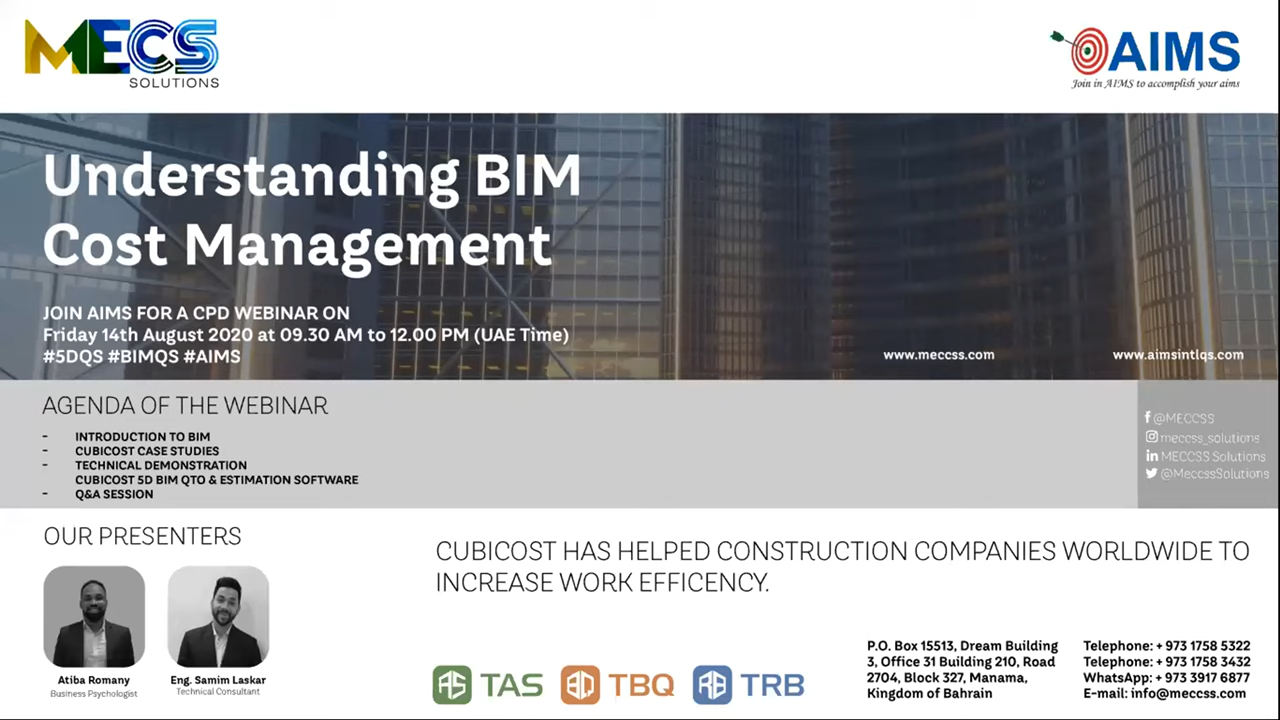 MECS
SOLUTIONS
AIMS
Join in AIMS to accomplish your aims
Understanding BIM
Cost Management
JOIN AIMS FOR A CPD WEBINAR ON
Friday 14th August 2020 at 09.30 AM to 12.00 PM (UAE Time)
#5DQS #BIMQS #AIMS
www.meccss.com
www.aimsintlqs.com
AGENDA OF THE WEBINAR
- INTRODUCTION TO BIM
- CUBICOST CASE STUDIES
- TECHNICAL DEMONSTRATION
CUBICOST 5D BIM QTO & ESTIMATION SOFTWARE
- Q&A SESSION
@MECCSS
meccss_solutions
MECCSS Solutions
@MeccssSolutions
OUR PRESENTERS
Atiba Romany
Business Psychologist
Eng. Samim Laskar
Technical Consultant
CUBICOST HAS HELPED CONSTRUCTION COMPANIES WORLDWIDE TO
INCREASE WORK EFFICENCY.
TAS
TBQ
TRB
P.O. Box 15513, Dream Building
3, Office 31 Building 210, Road
2704, Block 327, Manama,
Kingdom of Bahrain
Telephone: + 973 1758 5322
Telephone: + 973 1758 3432
WhatsApp: + 973 3917 6877
E-mail: info@meccss.com